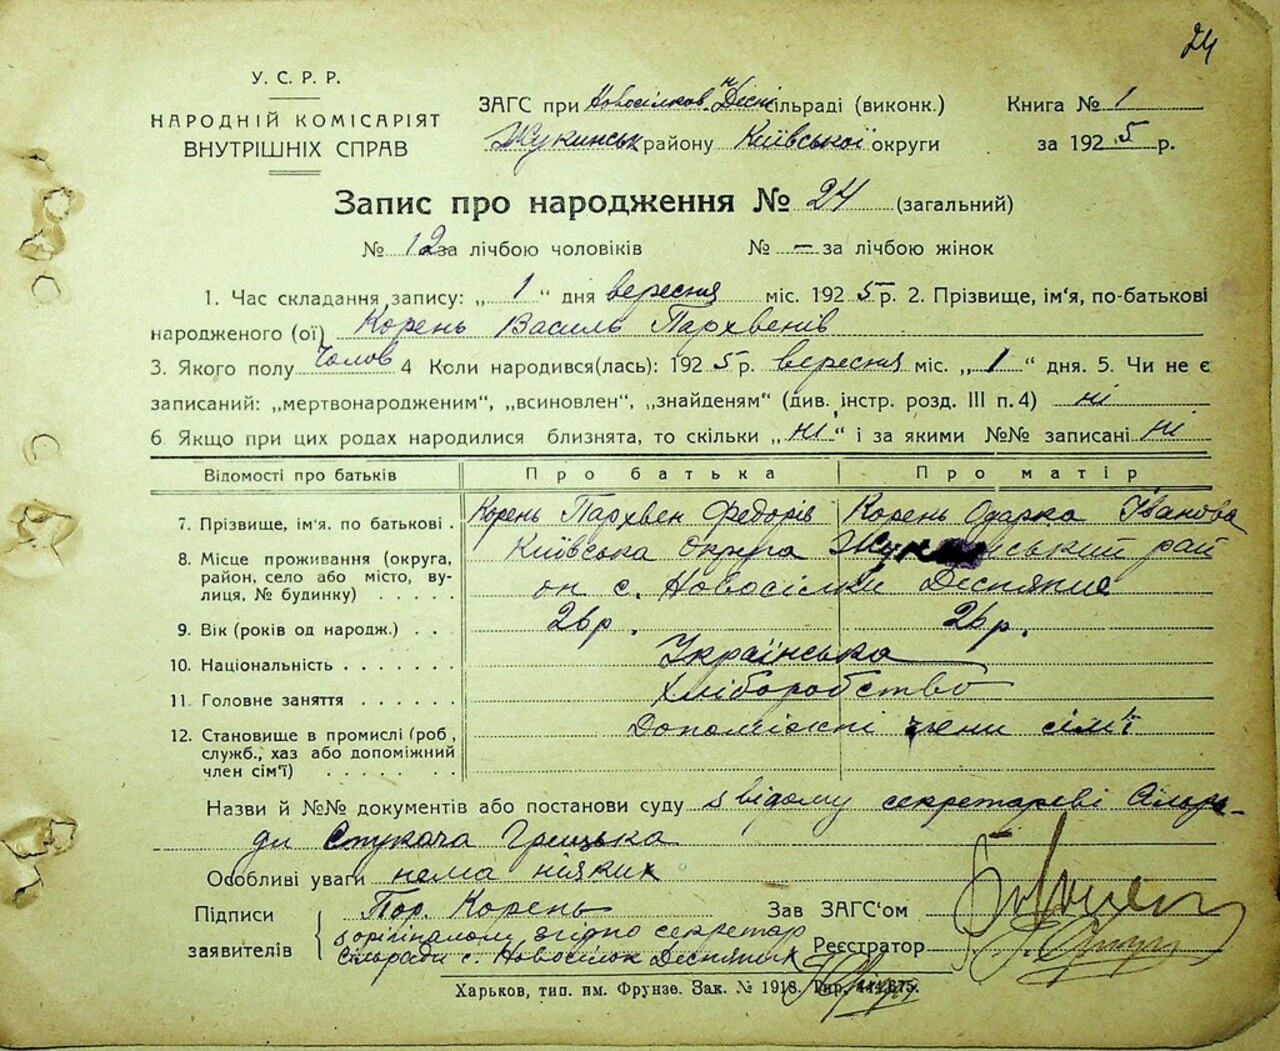 24
У. С. Р. Р.
НАРОДНІЙ КОМІСАРІЯТ
ВНУТРІШНІХ СПРАВ
ЗАГС при Новосілков. н/Десні сільраді (виконк.)
Жукинськ району Київської округи
Книга № 1
за 1925 р.
Запис про народження № 24 (загальний)
№ 12 за лічбою чоловіків № — за лічбою жінок
1. Час складання запису: „ 1 “ дня вересня міс. 1925 р. 2. Прізвище, ім'я, по-батькові
народженого (ої) Корень Василь Пархвенів
3. Якого полу Чолов 4 Коли народився(лась): 1925 р. вересня міс. „ 1 “ дня. 5. Чи не є
записаний: „мертвонародженим“, „всиновлен“, „знайденям“ (див. інстр. розд. III п. 4) ні
6 Якщо при цих родах народилися близнята, то скільки „ ні “ і за якими №№ записані ні
Відомості про батьків Про батька Про матір
7. Прізвище, ім'я. по батькові . Корень Пархвен Федорів Корень Одарка Іванова
8. Місце проживання (округа, район, село або місто, вулиця, № будинку) . . . . . Київська округа Жукинський рай
он с. Новосілки Деснянив
9. Вік (років од народж.) . . 26 р. 26 р.
10. Національність . . . . . . . Українська
11. Головне заняття . . . . . . Хліборобство
12. Становище в промислі (роб, служб., хаз або допоміжний член сім'ї) . . . . . . . Допоміжні члени сім'ї
Назви й №№ документів або постанови суду з відому секретареві Сільра-
ди Стукача Грицька
Особливі уваги нема ніяких
Підписи
заявителів
Пар. Корень
з орігіналом згідно секретар
Сільради с. Новосілок
Зав ЗАГС'ом
Реєстратор
Харьков, тип. им. Фрунзе. Зак. № 1918.